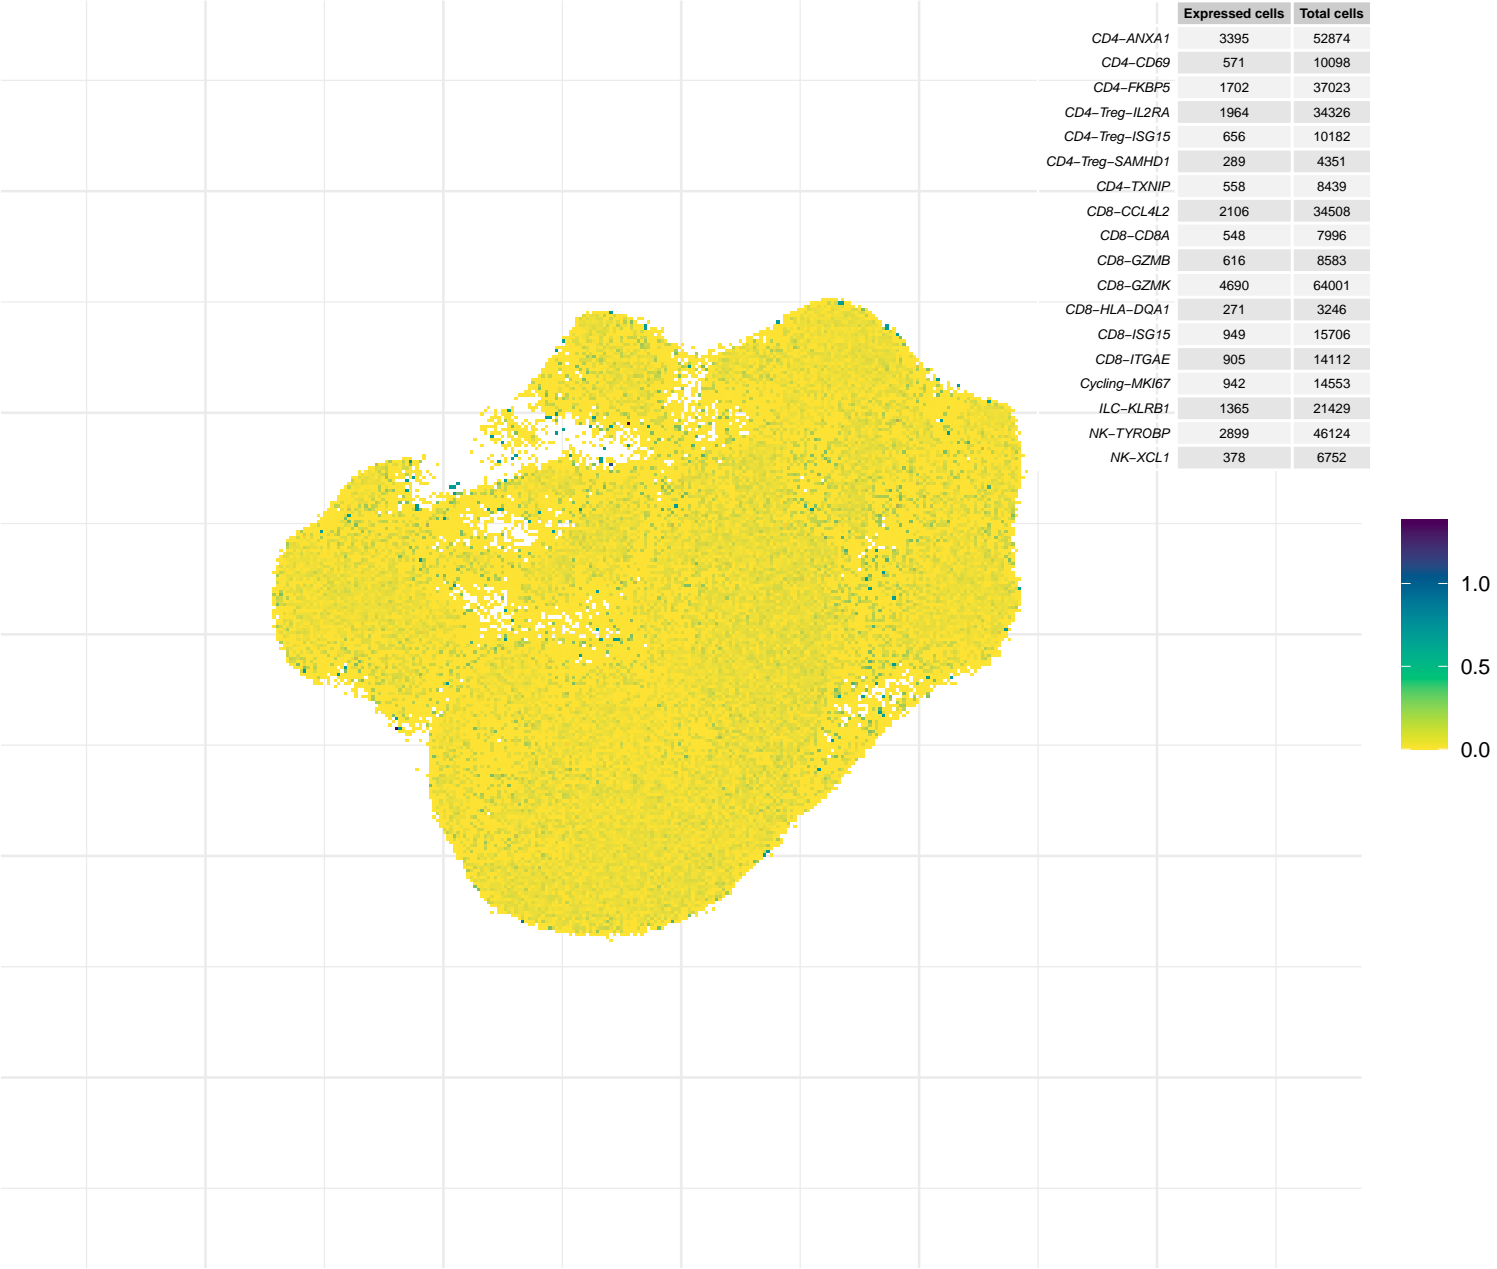 Expressed cells Total cells
CD4−ANXA1 3395 52874
CD4−CD69 571 10098
CD4−FKBP5 1702 37023
CD4−Treg−IL2RA 1964 34326
CD4−Treg−ISG15 656 10182
CD4−Treg−SAMHD1 289 4351
CD4−TXNIP 558 8439
CD8−CCL4L2 2106 34508
CD8−CD8A 548 7996
CD8−GZMB 616 8583
CD8−GZMK 4690 64001
CD8−HLA−DQA1 271 3246
CD8−ISG15 949 15706
CD8−ITGAE 905 14112
Cycling−MKI67 942 14553
ILC−KLRB1 1365 21429
NK−TYROBP 2899 46124
NK−XCL1 378 6752
1.0
0.5
0.0